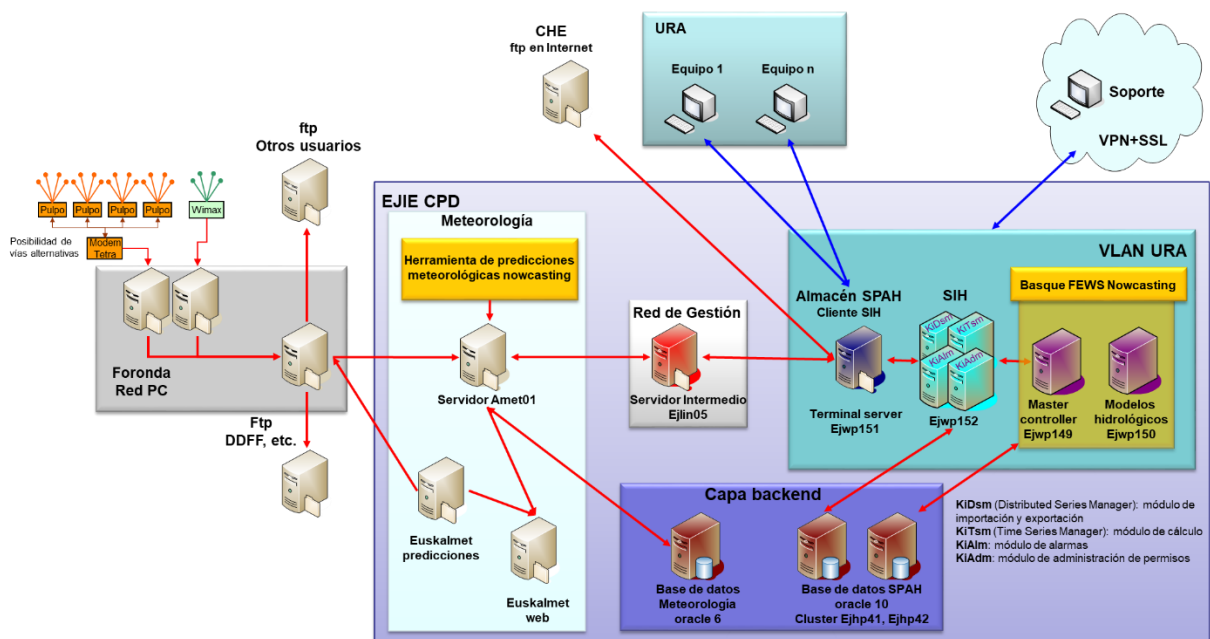 CHE
ftp en Internet
URA
Equipo 1
Equipo n
Soporte
VPN+SSL
ftp
Otros usuarios
Pulpo
Pulpo
Pulpo
Pulpo
Wimax
Posibilidad de
vías alternativas
Modem
Tetra
Foronda
Red PC
Ftp
DDFF, etc.
EJIE CPD
Meteorología
Herramienta de predicciones
meteorológicas nowcasting
Servidor Amet01
Euskalmet
predicciones
Euskalmet
web
Red de Gestión
Servidor Intermedio
Ejlin05
VLAN URA
Almacén SPAH
Cliente SIH
Terminal server
Ejwp151
SIH
KiDsm
KiTsm
KiAlm
KiAdm
Ejwp152
Basque FEWS Nowcasting
Master
controller
Ejwp149
Modelos
hidrológicos
Ejwp150
Capa backend
Base de datos
Meteorología
oracle 6
Base de datos SPAH
oracle 10
Cluster Ejhp41, Ejhp42
KiDsm (Distributed Series Manager): módulo de
importación y exportación
KiTsm (Time Series Manager): módulo de cálculo
KiAlm: módulo de alarmas
KiAdm: módulo de administración de permisos